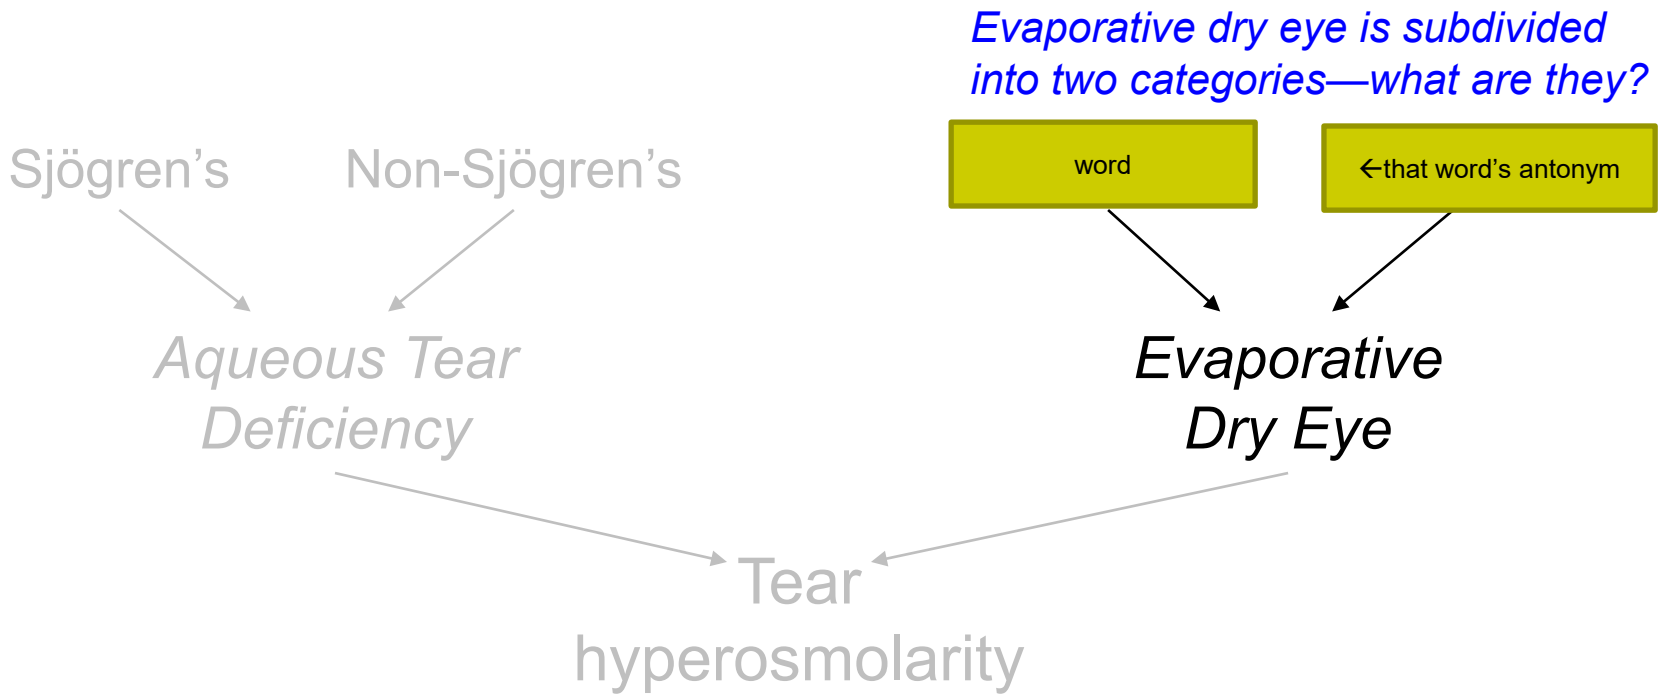 Evaporative dry eye is subdivided
into two categories—what are they?
Sjögren’s
Non-Sjögren’s
word
←that word’s antonym
Aqueous Tear
Deficiency
Evaporative
Dry Eye
Tear
hyperosmolarity